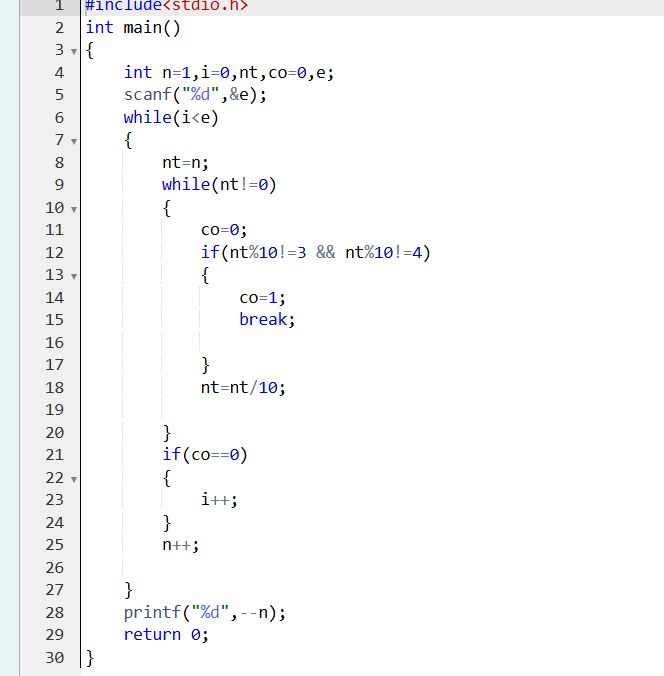 1 #include<stdio.h>
2 int main()
3 {
4     int n=1,i=0,nt,co=0,e;
5     scanf("%d",&e);
6     while(i<e)
7     {
8         nt=n;
9         while(nt!=0)
10         {
11             co=0;
12             if(nt%10!=3 && nt%10!=4)
13             {
14                 co=1;
15                 break;
16
17             }
18             nt=nt/10;
19
20         }
21         if(co==0)
22         {
23             i++;
24         }
25         n++;
26
27     }
28     printf("%d",--n);
29     return 0;
30 }